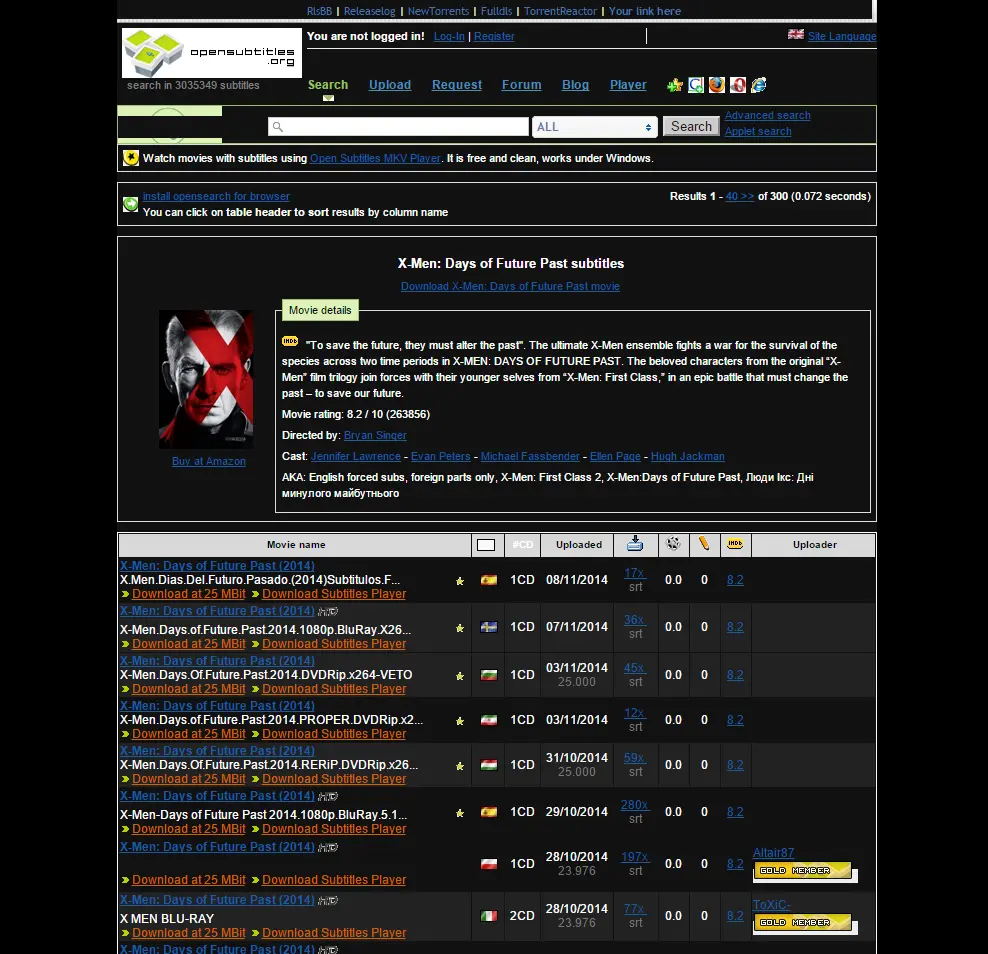 RlsBB | Releaselog | NewTorrents | Fulldls | TorrentReactor | Your link here
opensubtitles
.org
search in 3035349 subtitles
You are not logged in! Log-In | Register
Site Language
Search Upload Request Forum Blog Player
ALL
Search
Advanced search
Applet search
Watch movies with subtitles using Open Subtitles MKV Player. It is free and clean, works under Windows.
install opensearch for browser
Results 1 - 40 >> of 300 (0.072 seconds)
You can click on table header to sort results by column name
X-Men: Days of Future Past subtitles
Download X-Men: Days of Future Past movie
Buy at Amazon
Movie details
IMDb "To save the future, they must alter the past". The ultimate X-Men ensemble fights a war for the survival of the
species across two time periods in X-MEN: DAYS OF FUTURE PAST. The beloved characters from the original “X-
Men” film trilogy join forces with their younger selves from “X-Men: First Class,” in an epic battle that must change the
past – to save our future.
Movie rating: 8.2 / 10 (263856)
Directed by: Bryan Singer
Cast: Jennifer Lawrence - Evan Peters - Michael Fassbender - Ellen Page - Hugh Jackman
AKA: English forced subs, foreign parts only, X-Men: First Class 2, X-Men:Days of Future Past, Люди Ікс: Дні
минулого майбутнього
Movie name #CD Uploaded IMDb Uploader
X-Men: Days of Future Past (2014)
X.Men.Dias.Del.Futuro.Pasado.(2014)Subtitulos.F... 1CD 08/11/2014 17x srt 0.0 0 8.2
Download at 25 MBit Download Subtitles Player
X-Men: Days of Future Past (2014) HD
X-Men.Days.of.Future.Past.2014.1080p.BluRay.X26... 1CD 07/11/2014 36x srt 0.0 0 8.2
Download at 25 MBit Download Subtitles Player
X-Men: Days of Future Past (2014)
X-Men.Days.Of.Future.Past.2014.DVDRip.x264-VETO 1CD 03/11/2014 25.000 45x srt 0.0 0 8.2
Download at 25 MBit Download Subtitles Player
X-Men: Days of Future Past (2014)
X-Men.Days.of.Future.Past.2014.PROPER.DVDRip.x2... 1CD 03/11/2014 12x srt 0.0 0 8.2
Download at 25 MBit Download Subtitles Player
X-Men: Days of Future Past (2014)
X-Men.Days.Of.Future.Past.2014.RERiP.DVDRip.x26... 1CD 31/10/2014 25.000 59x srt 0.0 0 8.2
Download at 25 MBit Download Subtitles Player
X-Men: Days of Future Past (2014) HD
X-Men-Days of Future Past 2014.1080p.BluRay.5.1... 1CD 29/10/2014 280x srt 0.0 0 8.2
Download at 25 MBit Download Subtitles Player
X-Men: Days of Future Past (2014) HD
1CD 28/10/2014 23.976 197x srt 0.0 0 8.2 Altair87 GOLD MEMBER
Download at 25 MBit Download Subtitles Player
X-Men: Days of Future Past (2014) HD
X MEN BLU-RAY 2CD 28/10/2014 23.976 77x srt 0.0 0 8.2 ToXiC- GOLD MEMBER
Download at 25 MBit Download Subtitles Player
X-Men: Days of Future Past (2014) HD